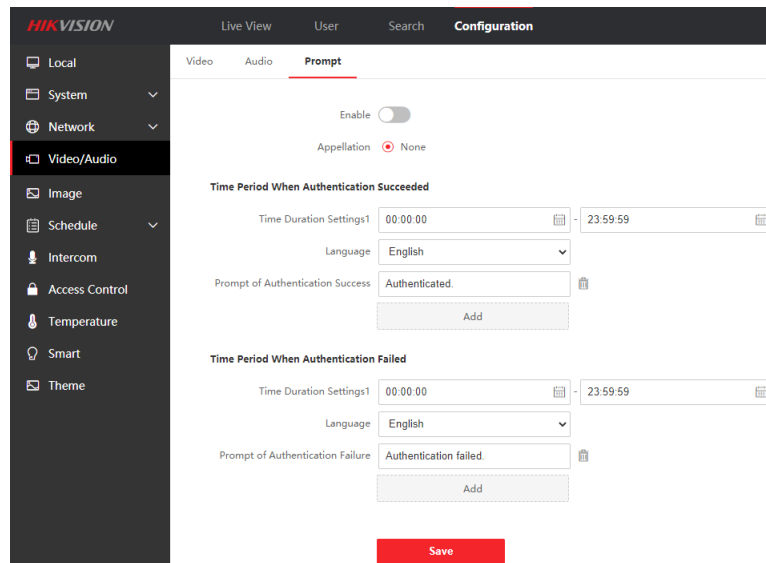 HIKVISION Live View User Search Configuration
Local
System
Network
Video/Audio
Image
Schedule
Intercom
Access Control
Temperature
Smart
Theme
Video Audio Prompt
Enable
Appellation None
Time Period When Authentication Succeeded
Time Duration Settings1 00:00:00 - 23:59:59
Language English
Prompt of Authentication Success Authenticated.
Add
Time Period When Authentication Failed
Time Duration Settings1 00:00:00 - 23:59:59
Language English
Prompt of Authentication Failure Authentication failed.
Add
Save